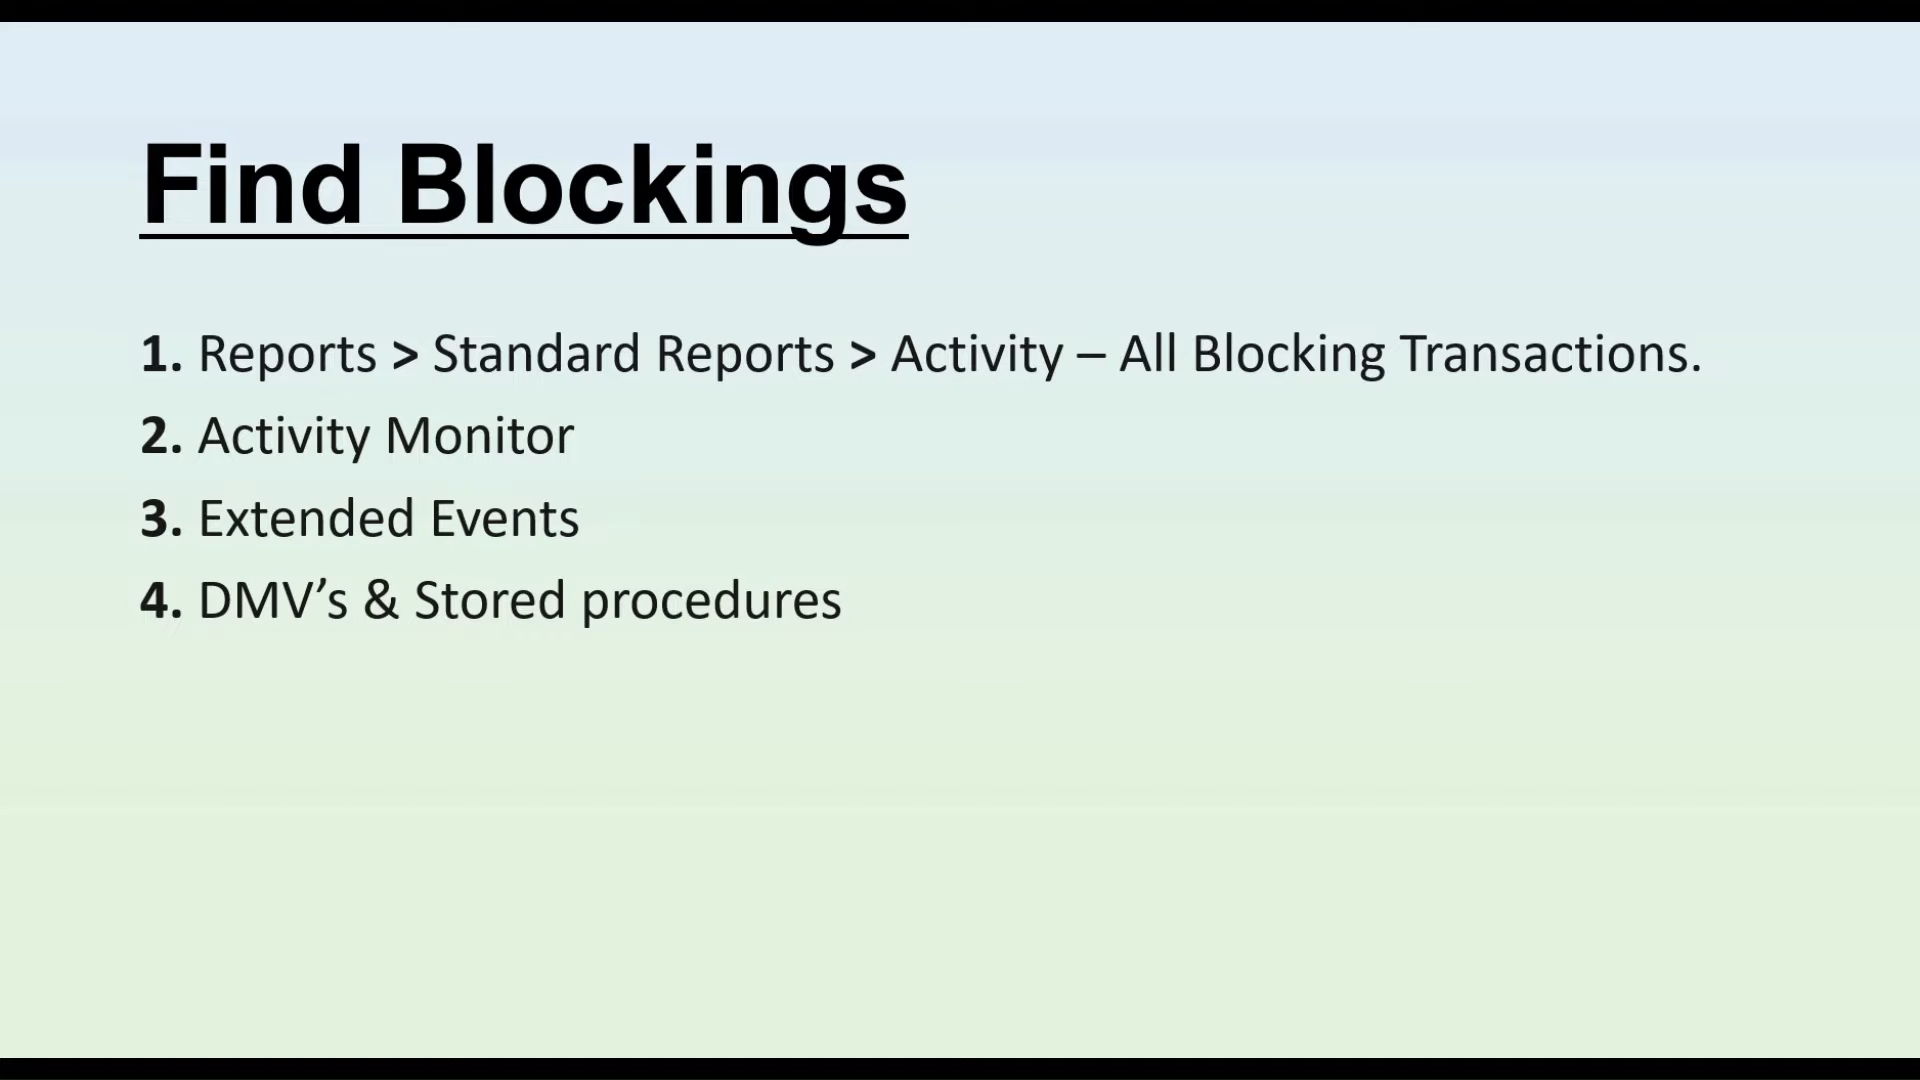 Find Blockings
1. Reports > Standard Reports > Activity – All Blocking Transactions.
2. Activity Monitor
3. Extended Events
4. DMV’s & Stored procedures